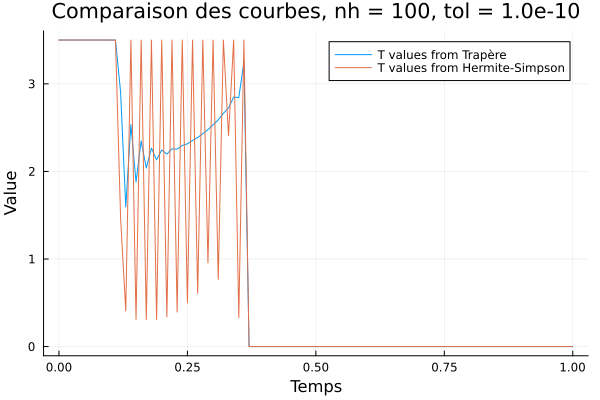 Comparaison des courbes, nh = 100, tol = 1.0e-10
T values from Trapère
T values from Hermite-Simpson
Value
3
2
1
0
0.00
0.25
0.50
0.75
1.00
Temps